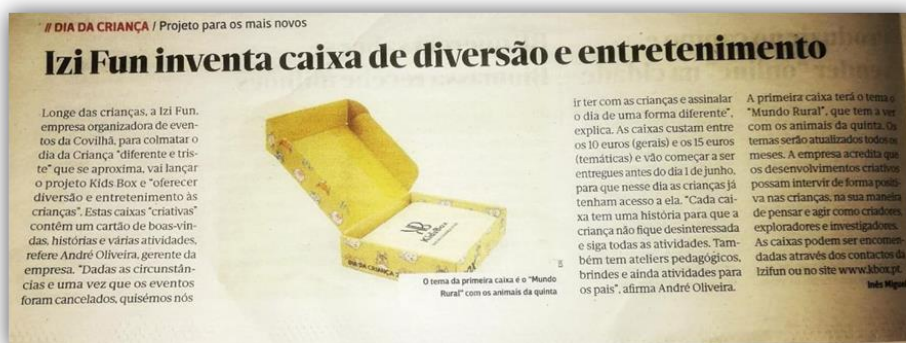 // DIA DA CRIANÇA / Projeto para os mais novos
Izi Fun inventa caixa de diversão e entretenimento
Longe das crianças, a Izi Fun,
empresa organizadora de even-
tos da Covilhã, para colmatar o
dia da Criança "diferente e tris-
te" que se aproxima, vai lançar
o projeto Kids Box e "oferecer
diversão e entretenimento às
crianças". Estas caixas "criativas"
contêm um cartão de boas-vin-
das, histórias e várias atividades,
refere André Oliveira, gerente da
empresa. "Dadas as circunstân-
cias e uma vez que os eventos
foram cancelados, quisémos nós
KidsBox
DIA DA CRIANÇA
O tema da primeira caixa é o "Mundo
Rural" com os animais da quinta
ir ter com as crianças e assinalar
o dia de uma forma diferente",
explica. As caixas custam entre
os 10 euros (gerais) e os 15 euros
(temáticas) e vão começar a ser
entregues antes do dia 1 de junho,
para que nesse dia as crianças já
tenham acesso a ela. "Cada cai-
xa tem uma história para que a
criança não fique desinteressada
e siga todas as atividades. Tam-
bém tem ateliers pedagógicos,
brindes e ainda atividades para
os pais", afirma André Oliveira.
A primeira caixa terá o tema o
"Mundo Rural", que tem a ver
com os animais da quinta. Os
temas serão atualizados todos os
meses. A empresa acredita que
os desenvolvimentos criativos
possam intervir de forma positi-
va nas crianças, na sua maneira
de pensar e agir como criadores,
exploradores e investigadores.
As caixas podem ser encomen-
dadas através dos contactos da
Izifun ou no site www.kbox.pt.
Inês Miguel